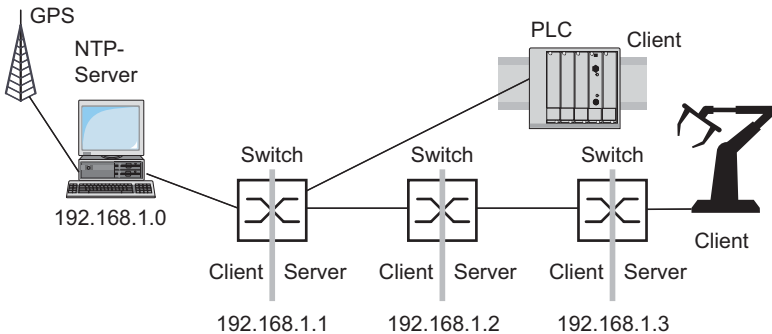 GPS
NTP-
Server
PLC
Client
Switch
Switch
Switch
192.168.1.0
Client
Client Server
Client Server
Client Server
192.168.1.1
192.168.1.2
192.168.1.3